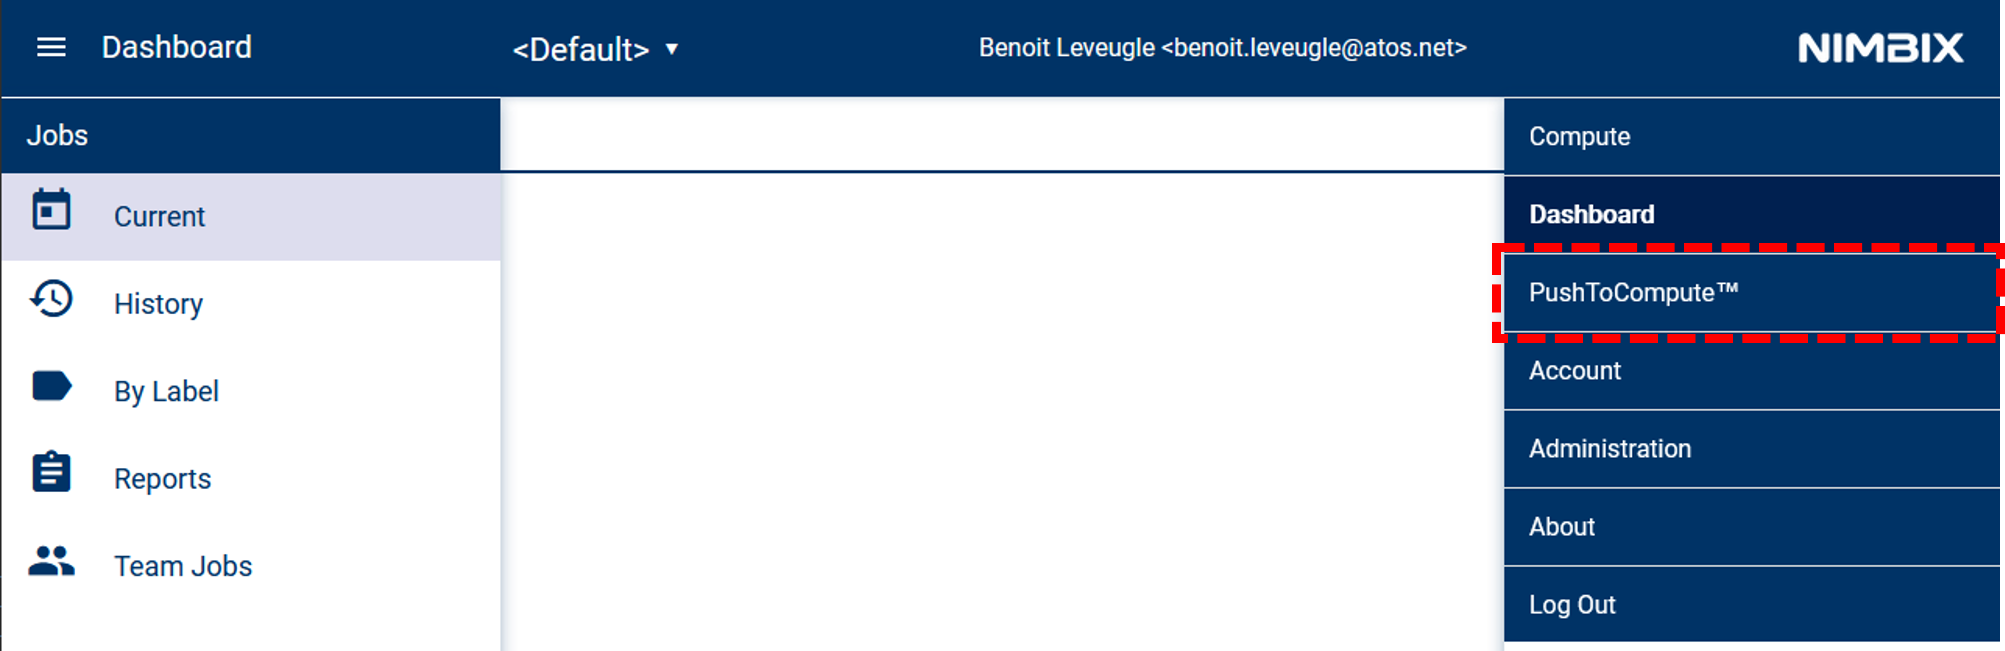 Dashboard
<Default>
Benoit Leveugle <benoit.leveugle@atos.net>
NIMBIX
Jobs
Current
History
By Label
Reports
Team Jobs
Compute
Dashboard
PushToCompute™
Account
Administration
About
Log Out